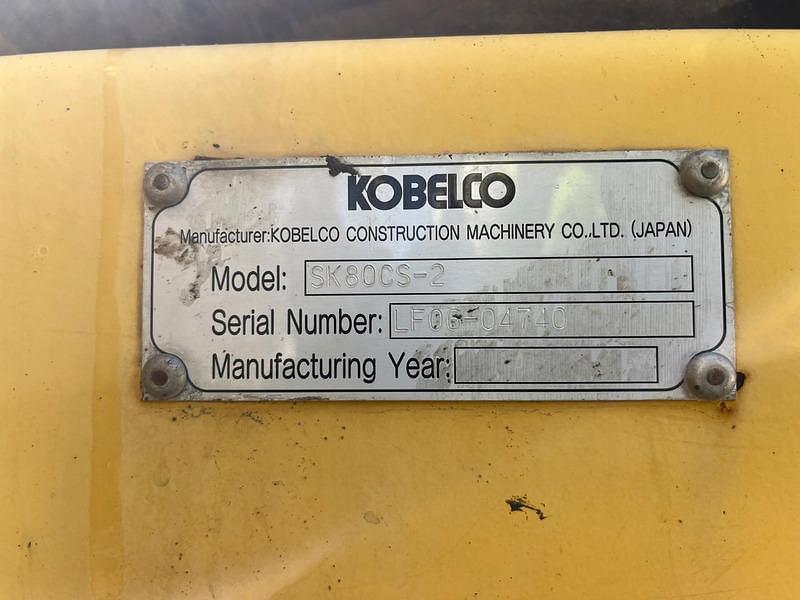 KOBELCO
Manufacturer:KOBELCO CONSTRUCTION MACHINERY CO.,LTD. (JAPAN)
Model: SK80CS-2
Serial Number: LF06-04740
Manufacturing Year: